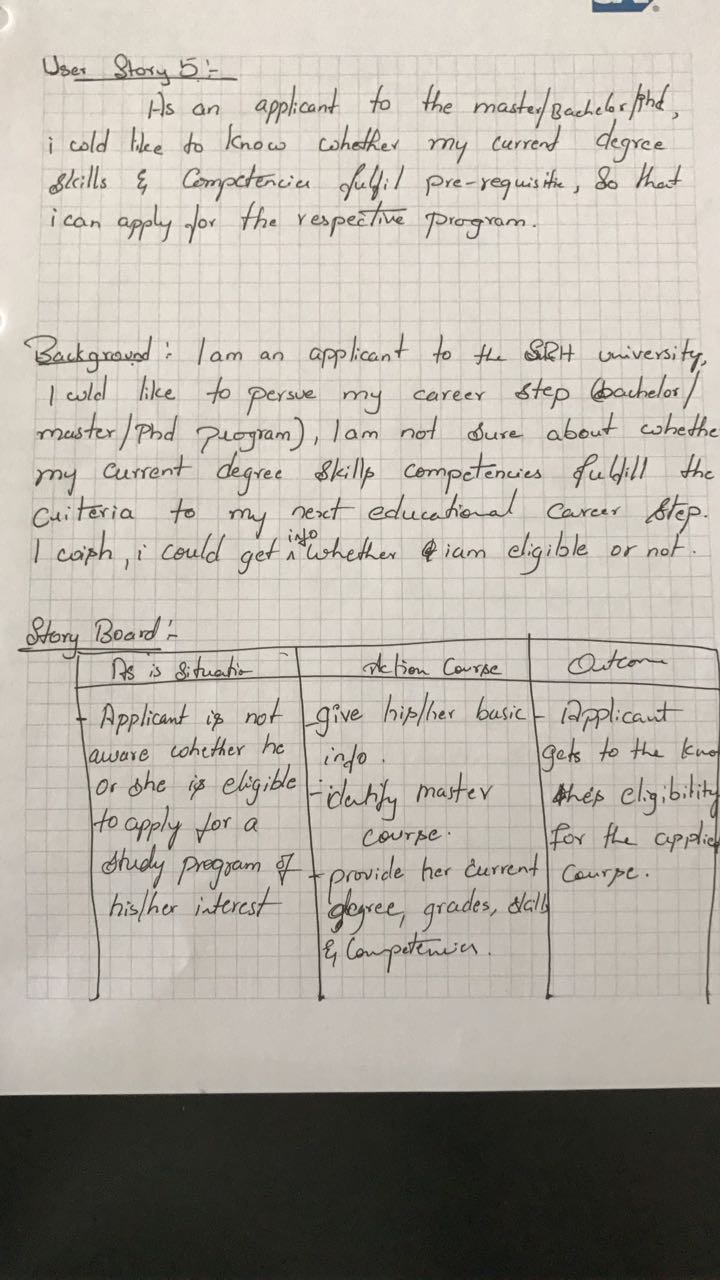 User Story 5 :-
As an applicant to the master/Bachelor/Phd,
i cold like to know whether my current degree
skills & Competencies fulfil pre-requisitie, So that
i can apply for the respective program.
Background : I am an applicant to the SRH university,
I cold like to persue my career step (bachelor/
master/Phd program), I am not sure about whethe
my current degree skills competencies fulfill the
Criteria to my next educational career step.
I wish, i could get info whether i am eligible or not.
Story Board :-
As is Situatio | Action Course | Outcome
- Applicant is not | - give his/her basic | - Applicant
aware whether he | info. | gets to the kno
or she is eligible | - identify master | theis eligibility
to apply for a | course. | for the applied
study program of | - provide her current | Course.
his/her interest | degree, grades, skills
& Competencies.